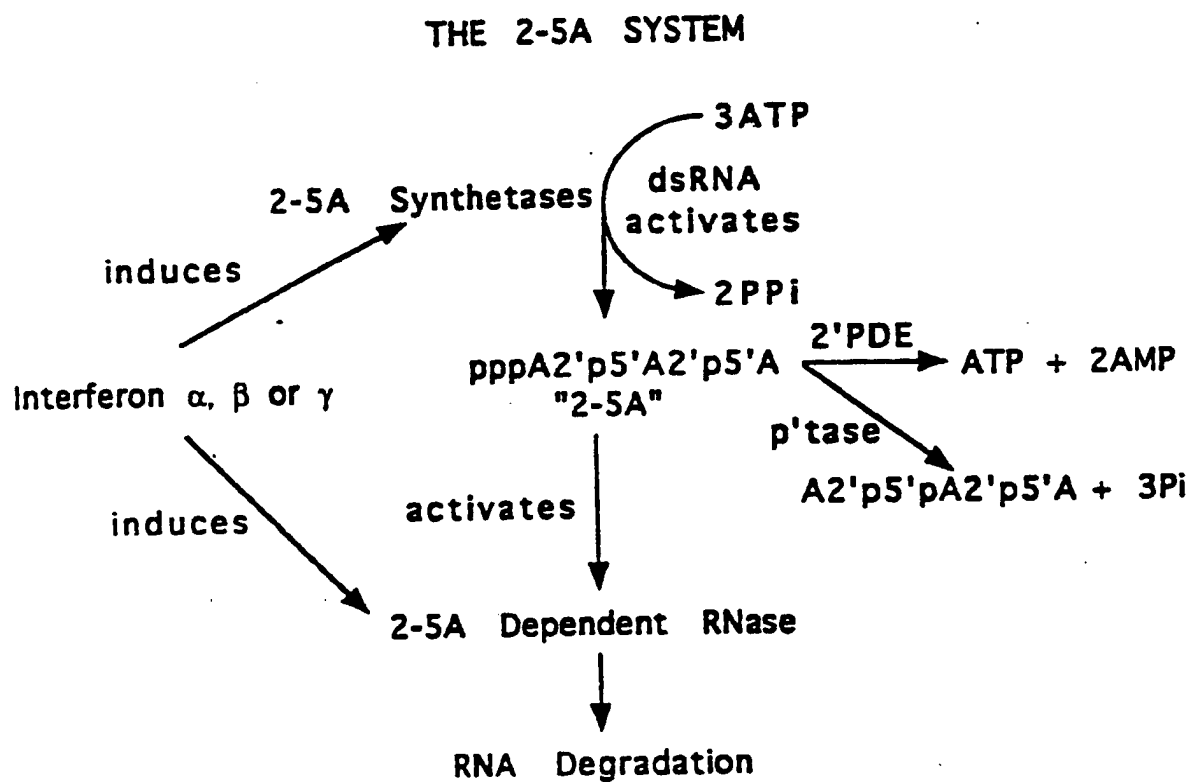 THE 2-5A SYSTEM
3ATP
dsRNA
activates
2-5A Synthetases
induces
2PPi
2'PDE
pppA2'p5'A2'p5'A
ATP + 2AMP
"2-5A"
Interferon α, β or γ
p'tase
A2'p5'pA2'p5'A + 3Pi
activates
induces
2-5A Dependent RNase
RNA Degradation